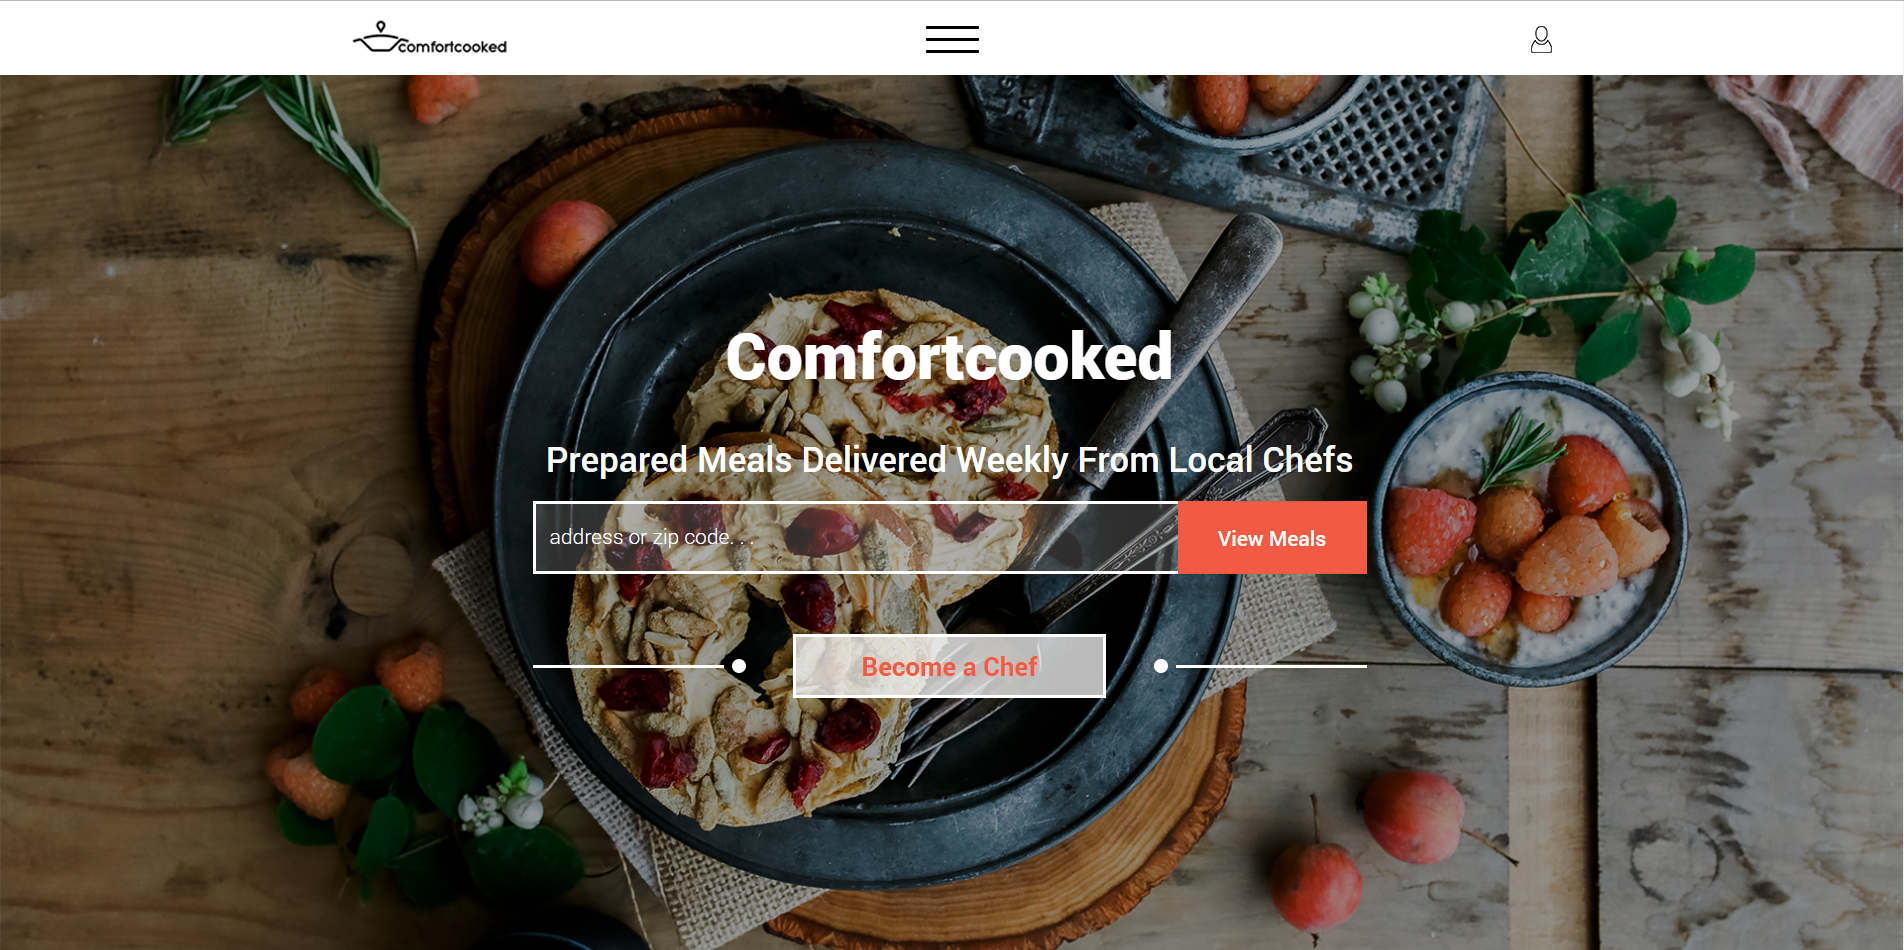 comfortcooked
Comfortcooked
Prepared Meals Delivered Weekly From Local Chefs
address or zip code. . .
View Meals
Become a Chef